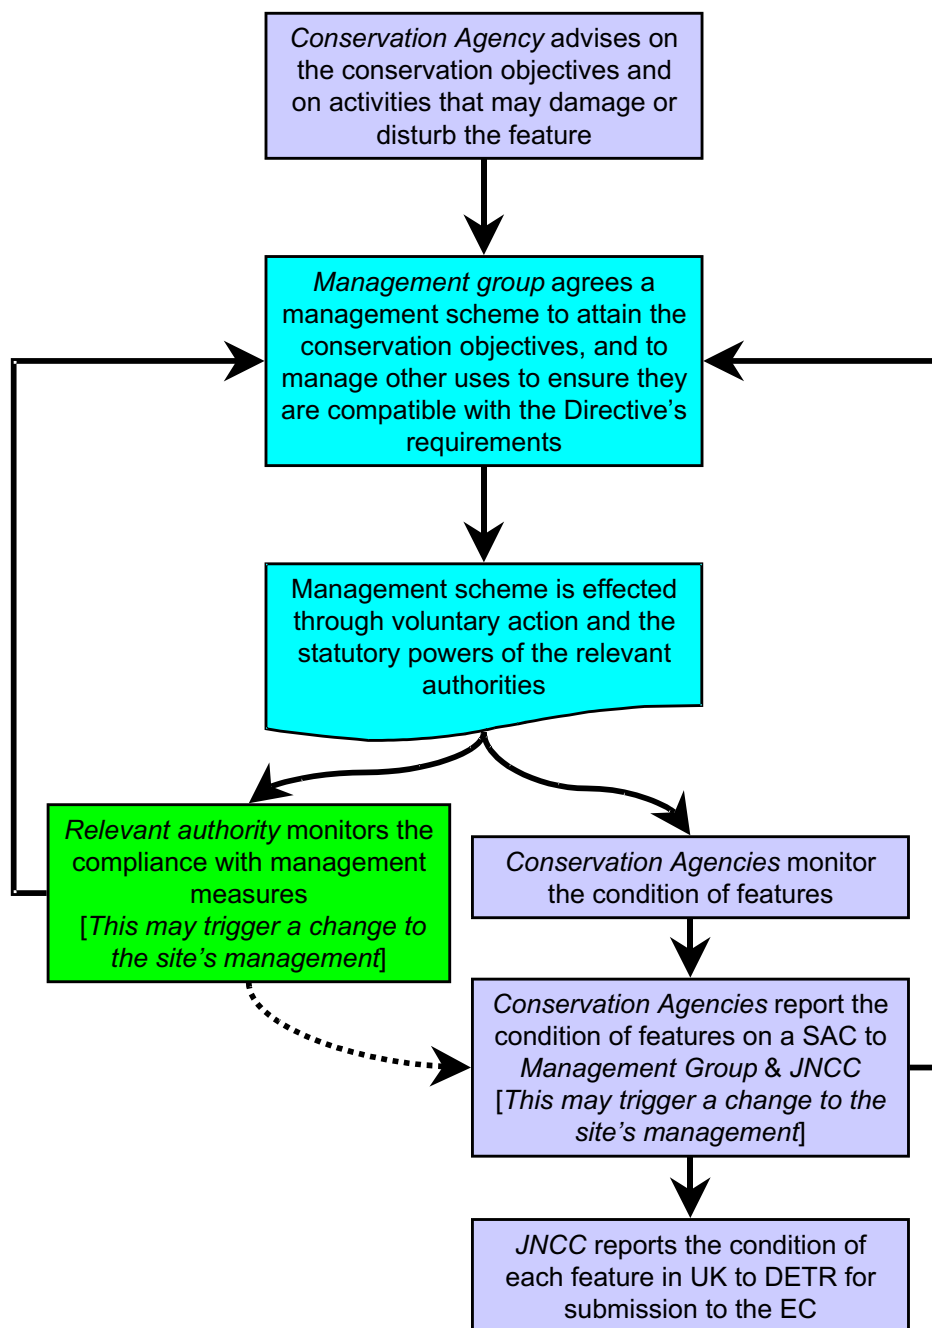 Conservation Agency advises on
the conservation objectives and
on activities that may damage or
disturb the feature
Management group agrees a
management scheme to attain the
conservation objectives, and to
manage other uses to ensure they
are compatible with the Directive’s
requirements
Management scheme is effected
through voluntary action and the
statutory powers of the relevant
authorities
Relevant authority monitors the
compliance with management
measures
[This may trigger a change to
the site’s management]
Conservation Agencies monitor
the condition of features
Conservation Agencies report the
condition of features on a SAC to
Management Group & JNCC
[This may trigger a change to the
site’s management]
JNCC reports the condition of
each feature in UK to DETR for
submission to the EC